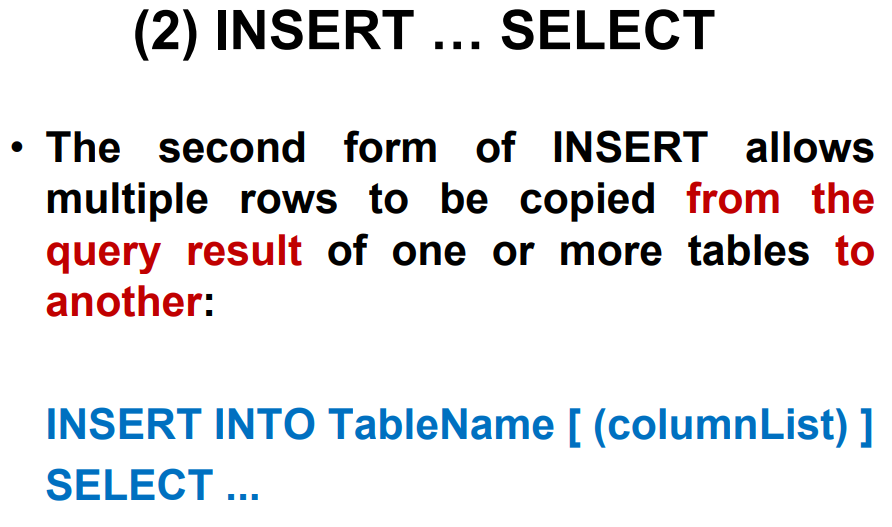 (2) INSERT … SELECT
• The second form of INSERT allows
multiple rows to be copied from the
query result of one or more tables to
another:
INSERT INTO TableName [ (columnList) ]
SELECT ...